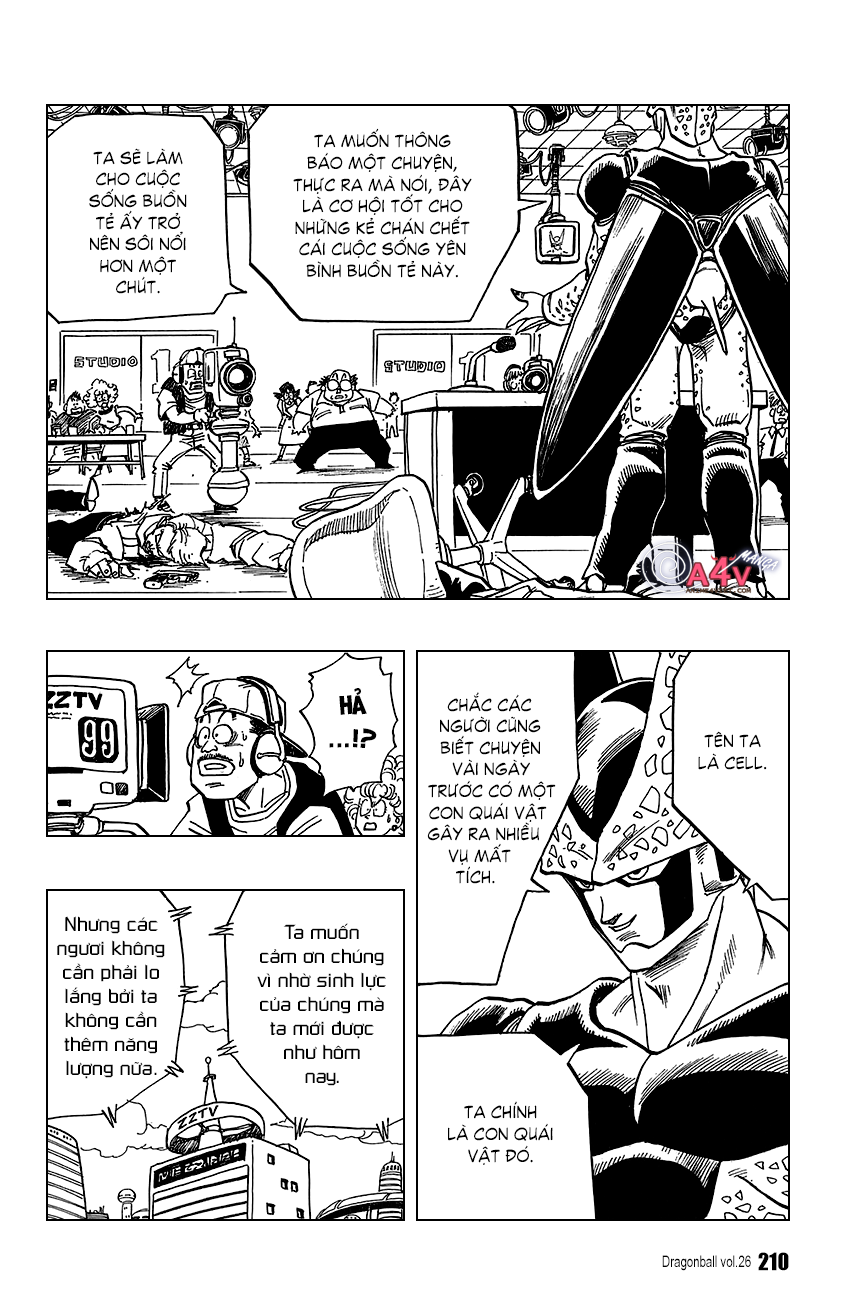 TA MUỐN THÔNG
BÁO MỘT CHUYỆN,
THỰC RA MÀ NÓI, ĐÂY
LÀ CƠ HỘI TỐT CHO
NHỮNG KẺ CHÁN CHẾT
CÁI CUỘC SỐNG YÊN
BÌNH BUỒN TẺ NÀY.
TA SẼ LÀM
CHO CUỘC
SỐNG BUỒN
TẺ ẤY TRỞ
NÊN SÔI NỔI
HƠN MỘT
CHÚT.
STUDIO
1
STUDIO
1
A4V
MANGA
TÊN TA
LÀ CELL.
CHẮC CÁC
NGƯỜI CŨNG
BIẾT CHUYỆN
VÀI NGÀY
TRƯỚC CÓ MỘT
CON QUÁI VẬT
GÂY RA NHIỀU
VỤ MẤT
TÍCH.
TA CHÍNH
LÀ CON QUÁI
VẬT ĐÓ.
HẢ
...!?
ZZTV
99
Ta muốn
cảm ơn chúng
vì nhờ sinh lực
của chúng mà
ta mới được
như hôm
nay.
Nhưng các
ngươi không
cần phải lo
lắng bởi ta
không cần
thêm năng
lượng nữa.
ZZTV
Dragonball vol.26 210